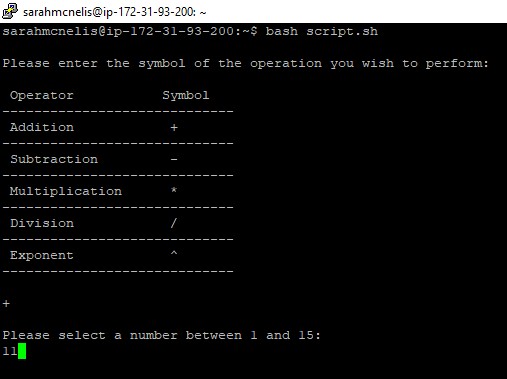 sarahmcnelis@ip-172-31-93-200: ~
sarahmcnelis@ip-172-31-93-200:~$ bash script.sh
Please enter the symbol of the operation you wish to perform:
Operator Symbol
-----------------------------
Addition +
-----------------------------
Subtraction -
-----------------------------
Multiplication *
-----------------------------
Division /
-----------------------------
Exponent ^
-----------------------------
+
Please select a number between 1 and 15:
11